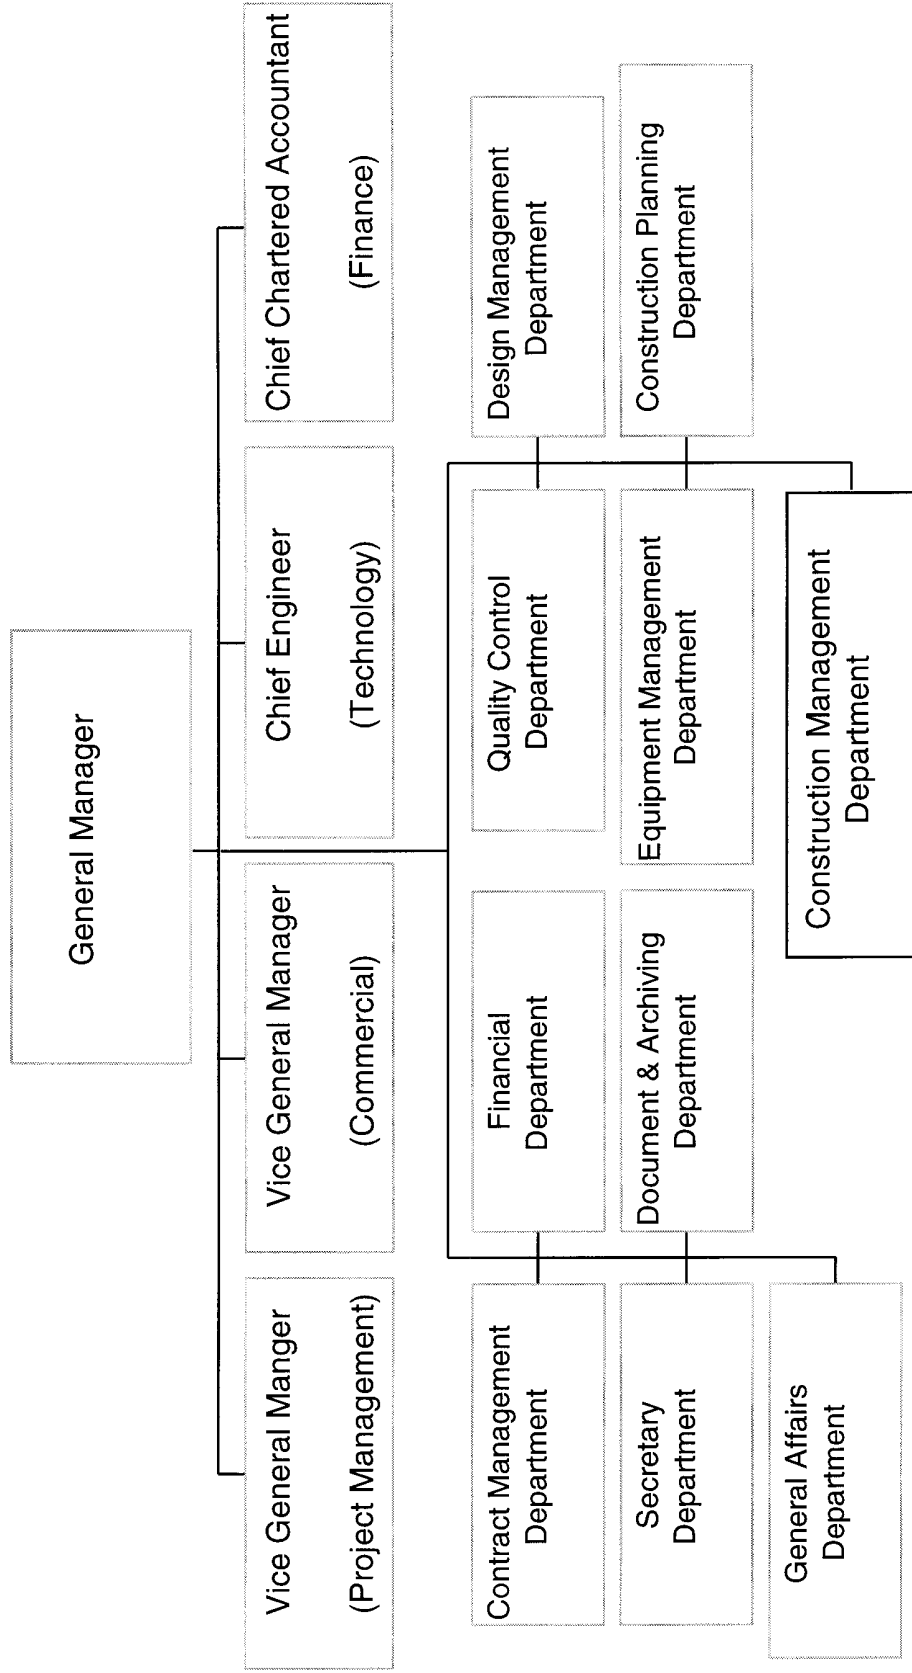 General Manager
Vice General Manger
(Project Management)
Vice General Manager
(Commercial)
Chief Engineer
(Technology)
Chief Chartered Accountant
(Finance)
Contract Management
Department
Financial
Department
Quality Control
Department
Design Management
Department
Secretary
Department
Document & Archiving
Department
Equipment Management
Department
Construction Planning
Department
General Affairs
Department
Construction Management
Department